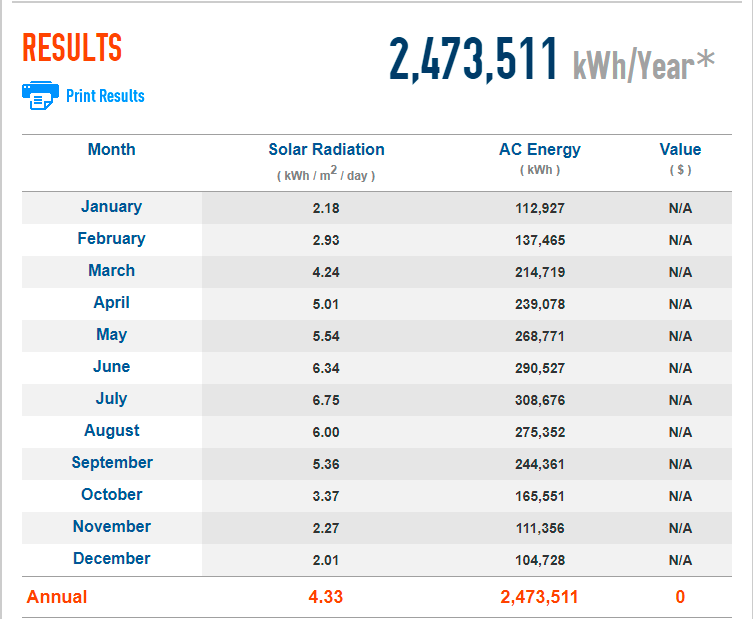 RESULTS
2,473,511 kWh/Year*
Print Results
Month Solar Radiation AC Energy Value
( kWh / m2 / day ) ( kWh ) ( $ )
January 2.18 112,927 N/A
February 2.93 137,465 N/A
March 4.24 214,719 N/A
April 5.01 239,078 N/A
May 5.54 268,771 N/A
June 6.34 290,527 N/A
July 6.75 308,676 N/A
August 6.00 275,352 N/A
September 5.36 244,361 N/A
October 3.37 165,551 N/A
November 2.27 111,356 N/A
December 2.01 104,728 N/A
Annual 4.33 2,473,511 0